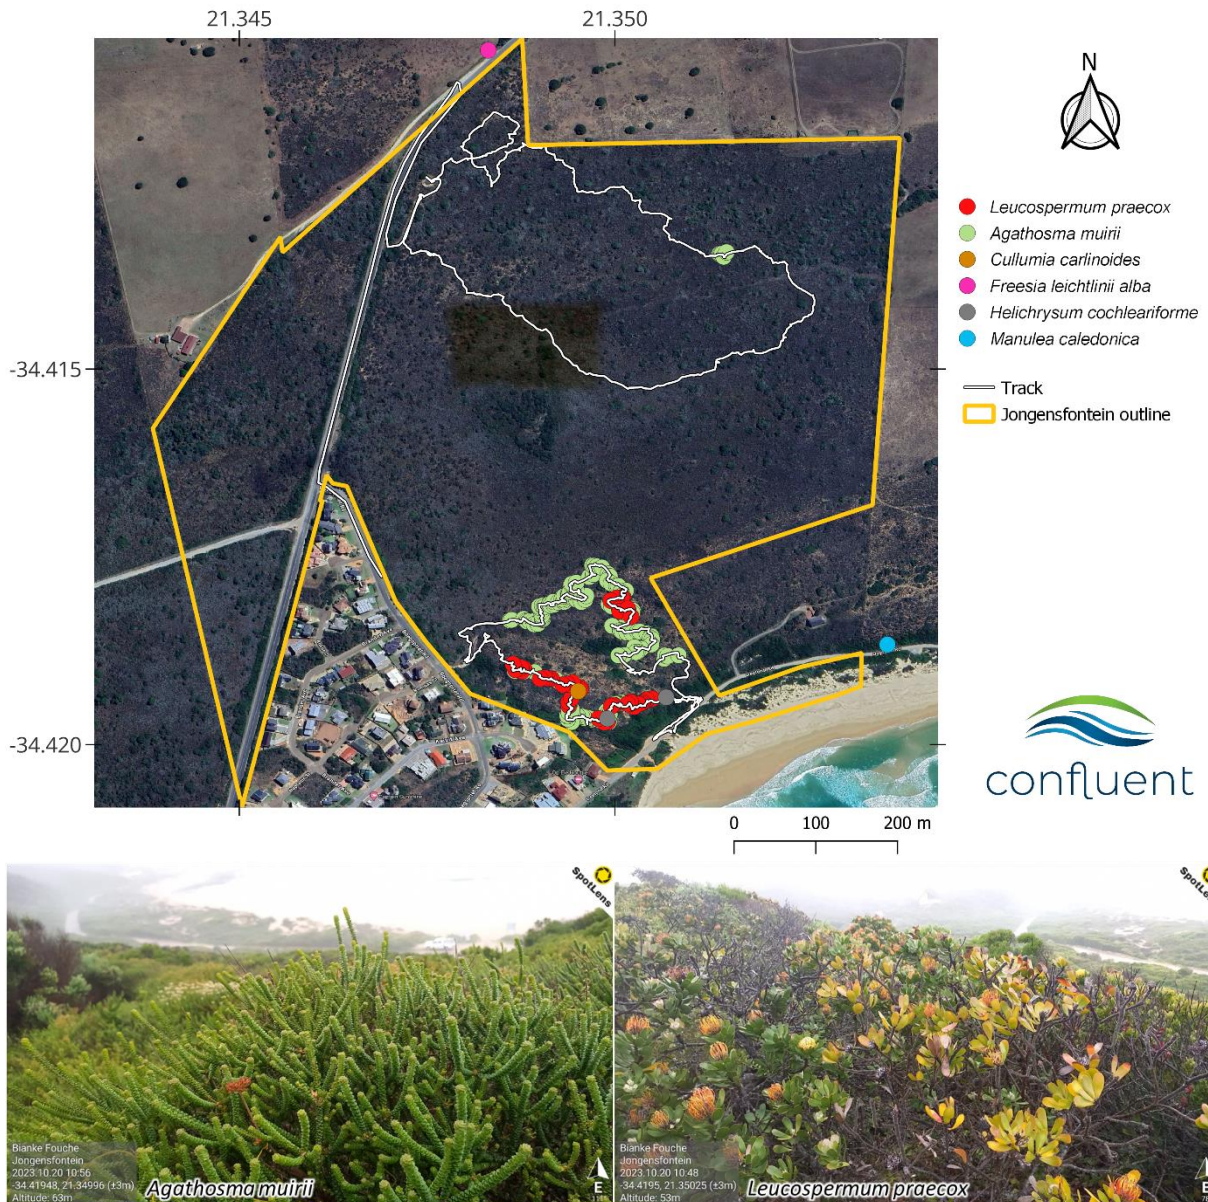 21.345
21.350
N
-34.415
-34.420
Leucospermum praecox
Agathosma muirii
Cullumia carlinoides
Freesia leichtlinii alba
Helichrysum cochleariforme
Manulea caledonica
Track
Jongensfontein outline
confluent
0 100 200 m
SpotLens
Bianke Fouche
Jongensfontein
2023.10.20 10:56
-34.41948, 21.34996 (±3m)
Altitude: 63m
Agathosma muirii
E
Bianke Fouche
Jongensfontein
2023.10.20 10:48
-34.4195, 21.35025 (±3m)
Altitude: 53m
Leucospermum praecox